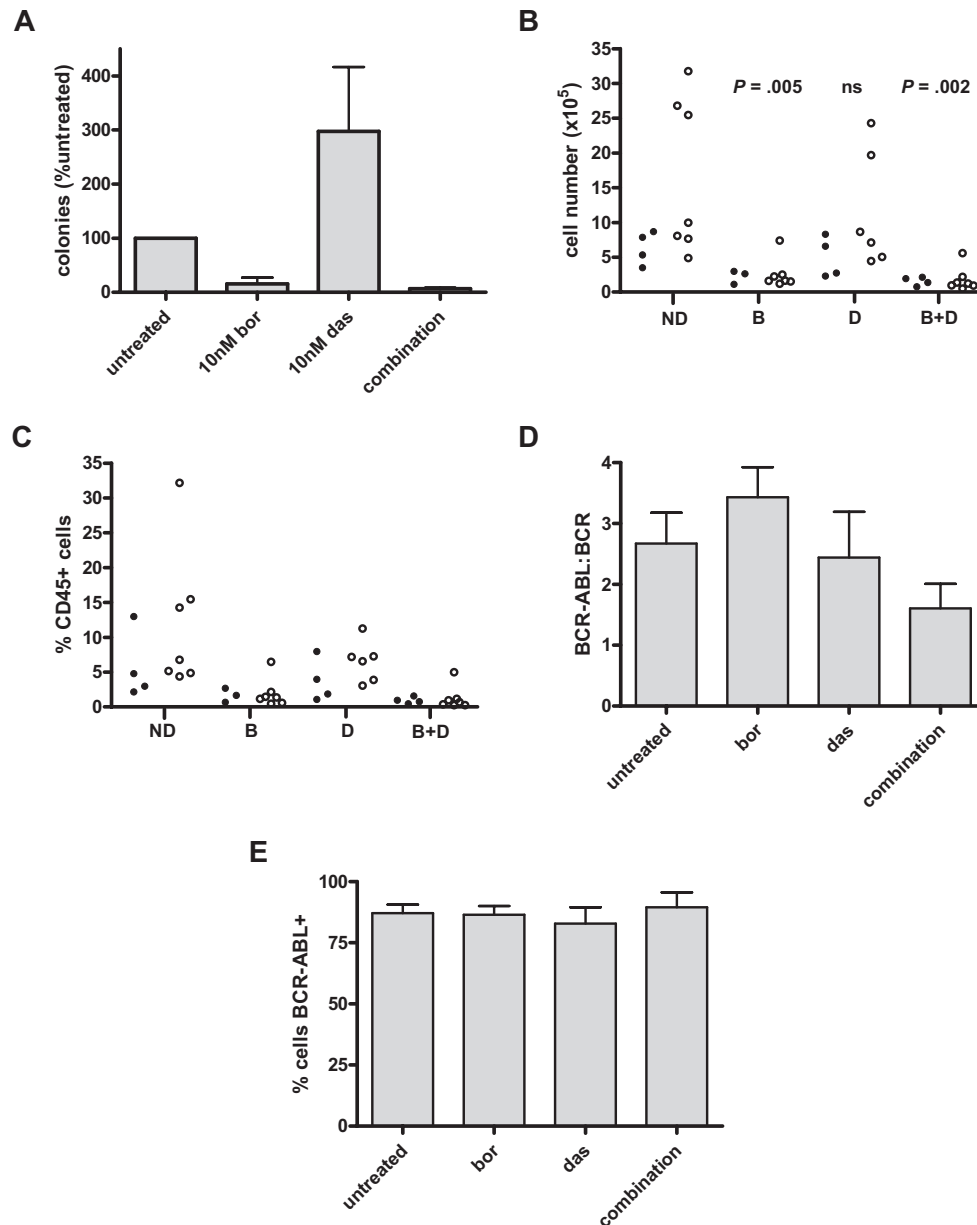 A
colonies (%untreated)
400
300
200
100
0
untreated
10nM bor
10nM das
combination
B
cell number (x10⁵)
35
30
25
20
15
10
5
0
P = .005 ns P = .002
ND B D B+D
C
% CD45+ cells
35
30
25
20
15
10
5
0
ND B D B+D
D
BCR-ABL:BCR
4
3
2
1
0
untreated
bor
das
combination
E
% cells BCR-ABL+
100
75
50
25
0
untreated
bor
das
combination